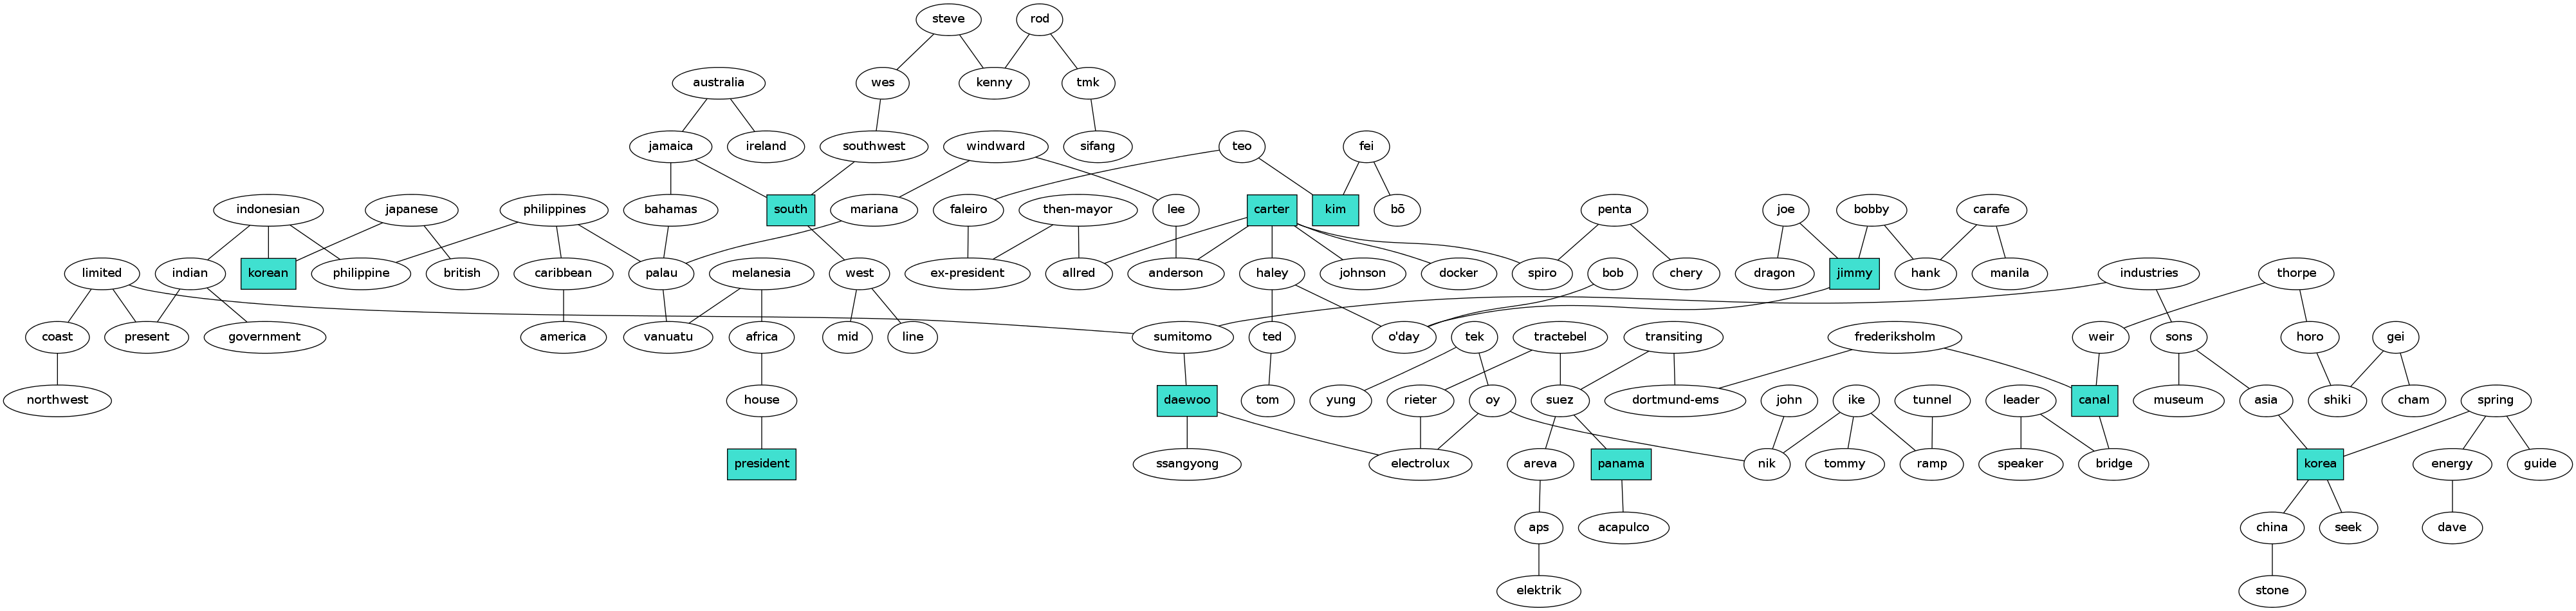 steve
rod
australia
wes
kenny
tmk
jamaica
ireland
southwest
windward
sifang
teo
fei
indonesian
japanese
philippines
bahamas
south
mariana
faleiro
then-mayor
lee
carter
kim
bō
penta
joe
bobby
carafe
limited
indian
korean
philippine
british
caribbean
palau
melanesia
west
ex-president
allred
anderson
haley
johnson
docker
spiro
chery
bob
dragon
jimmy
hank
manila
industries
thorpe
coast
present
government
america
vanuatu
africa
mid
line
sumitomo
ted
o'day
tek
tractebel
transiting
frederiksholm
weir
sons
horo
gei
northwest
house
daewoo
tom
yung
rieter
oy
suez
dortmund-ems
john
ike
tunnel
leader
canal
museum
asia
shiki
cham
spring
president
ssangyong
electrolux
areva
panama
nik
tommy
ramp
speaker
bridge
korea
energy
guide
aps
acapulco
china
seek
dave
elektrik
stone